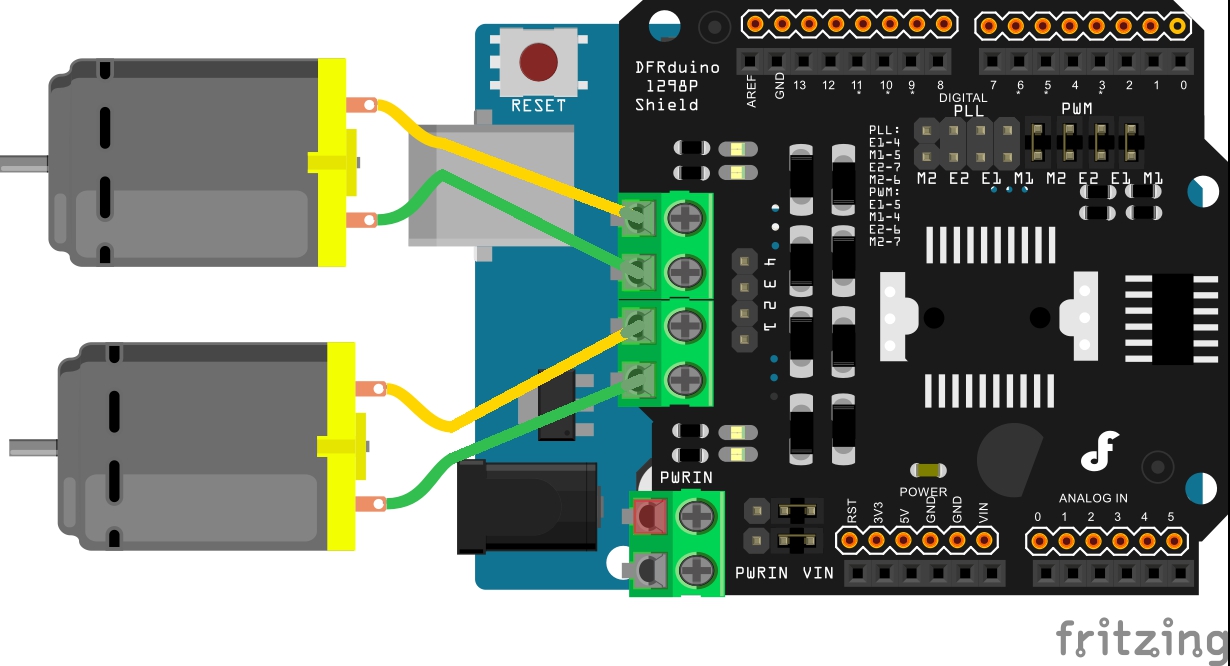 RESET
DFRduino
1298P
Shield
AREF GND 13 12 11 10 9 8
7 6 5 4 3 2 1 0
DIGITAL
PLL PWM
PLL:
E1-4
M1-5
E2-7
M2-6
PWM:
E1-5
M1-4
E2-6
M2-7
M2 E2 E1 M1 M2 E2 E1 M1
4
3
2
1
PWRIN
POWER
RST 3V3 5V GND GND VIN
ANALOG IN
0 1 2 3 4 5
PWRIN VIN
fritzing